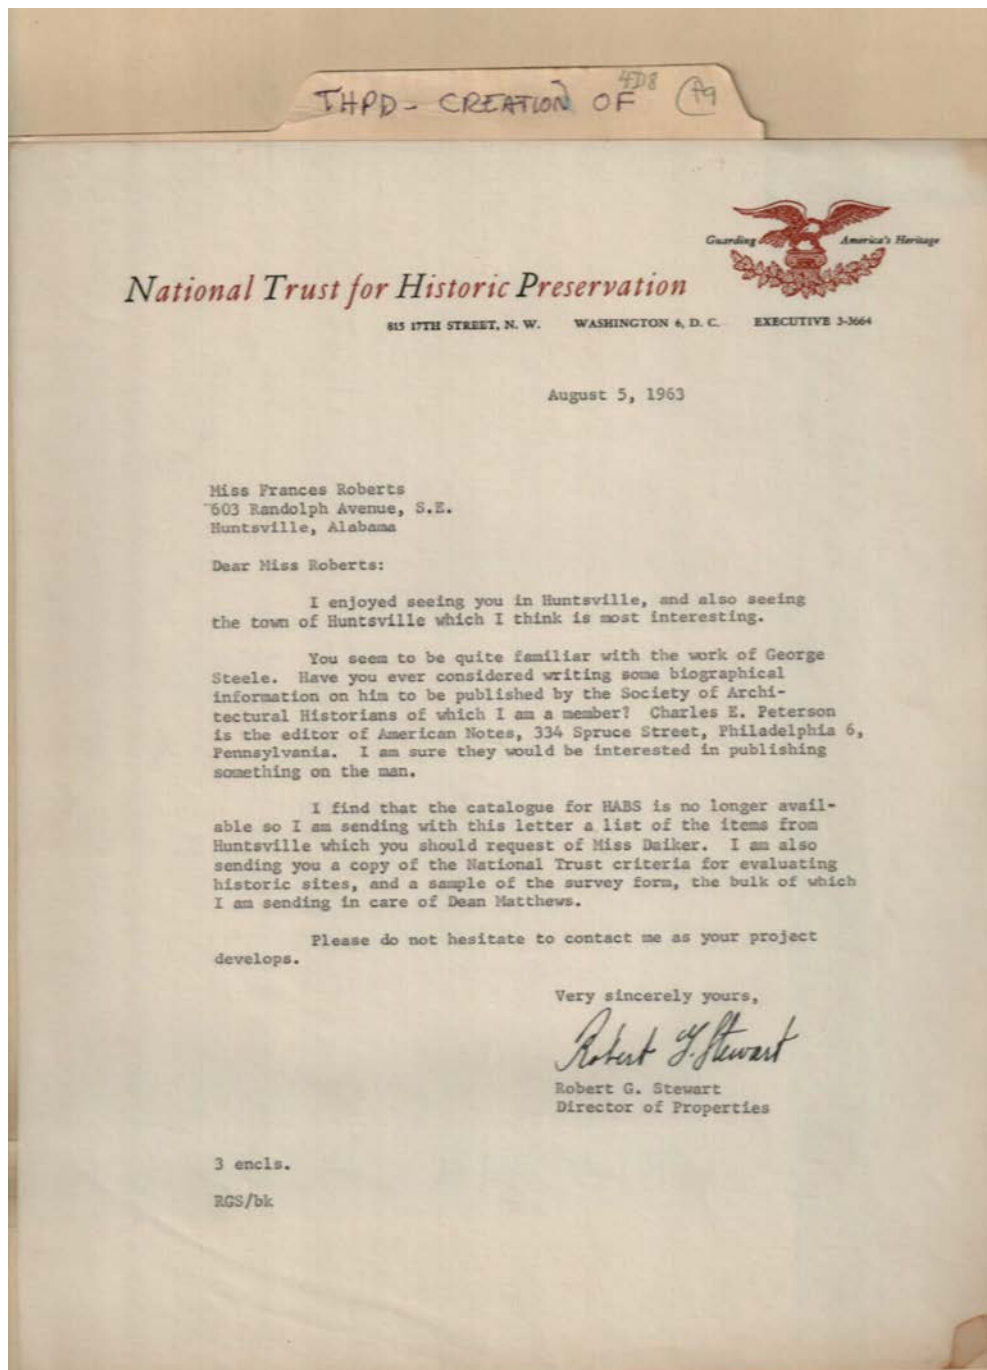 THPD - CREATION OF 4D8
Guarding America's Heritage
National Trust for Historic Preservation
815 17TH STREET, N. W. WASHINGTON 6, D. C. EXECUTIVE 3-3664
August 5, 1963
Miss Frances Roberts
603 Randolph Avenue, S.E.
Huntsville, Alabama
Dear Miss Roberts:
I enjoyed seeing you in Huntsville, and also seeing
the town of Huntsville which I think is most interesting.
You seem to be quite familiar with the work of George
Steele. Have you ever considered writing some biographical
information on him to be published by the Society of Archi-
tectural Historians of which I am a member? Charles E. Peterson
is the editor of American Notes, 334 Spruce Street, Philadelphia 6,
Pennsylvania. I am sure they would be interested in publishing
something on the man.
I find that the catalogue for HABS is no longer avail-
able so I am sending with this letter a list of the items from
Huntsville which you should request of Miss Daiker. I am also
sending you a copy of the National Trust criteria for evaluating
historic sites, and a sample of the survey form, the bulk of which
I am sending in care of Dean Matthews.
Please do not hesitate to contact me as your project
develops.
Very sincerely yours,
Robert G. Stewart
Robert G. Stewart
Director of Properties
3 encls.
RGS/bk